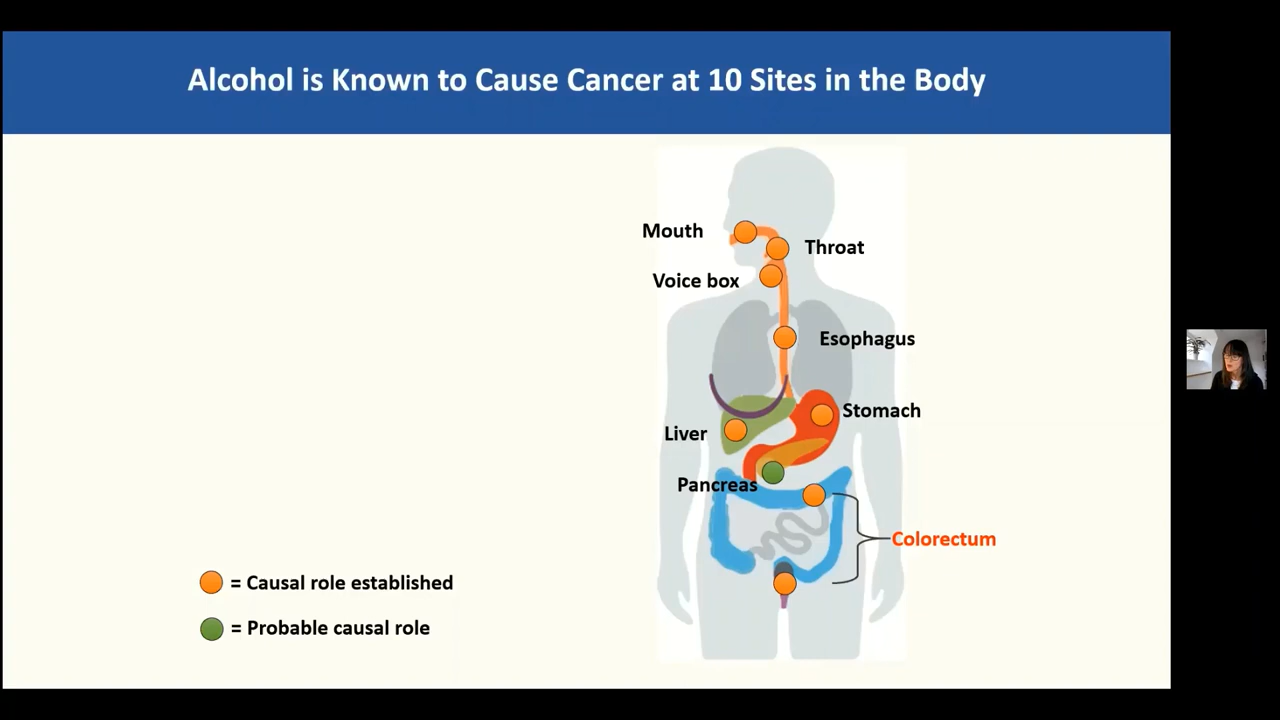 Alcohol is Known to Cause Cancer at 10 Sites in the Body
Mouth
Throat
Voice box
Esophagus
Stomach
Liver
Pancreas
Colorectum
= Causal role established
= Probable causal role